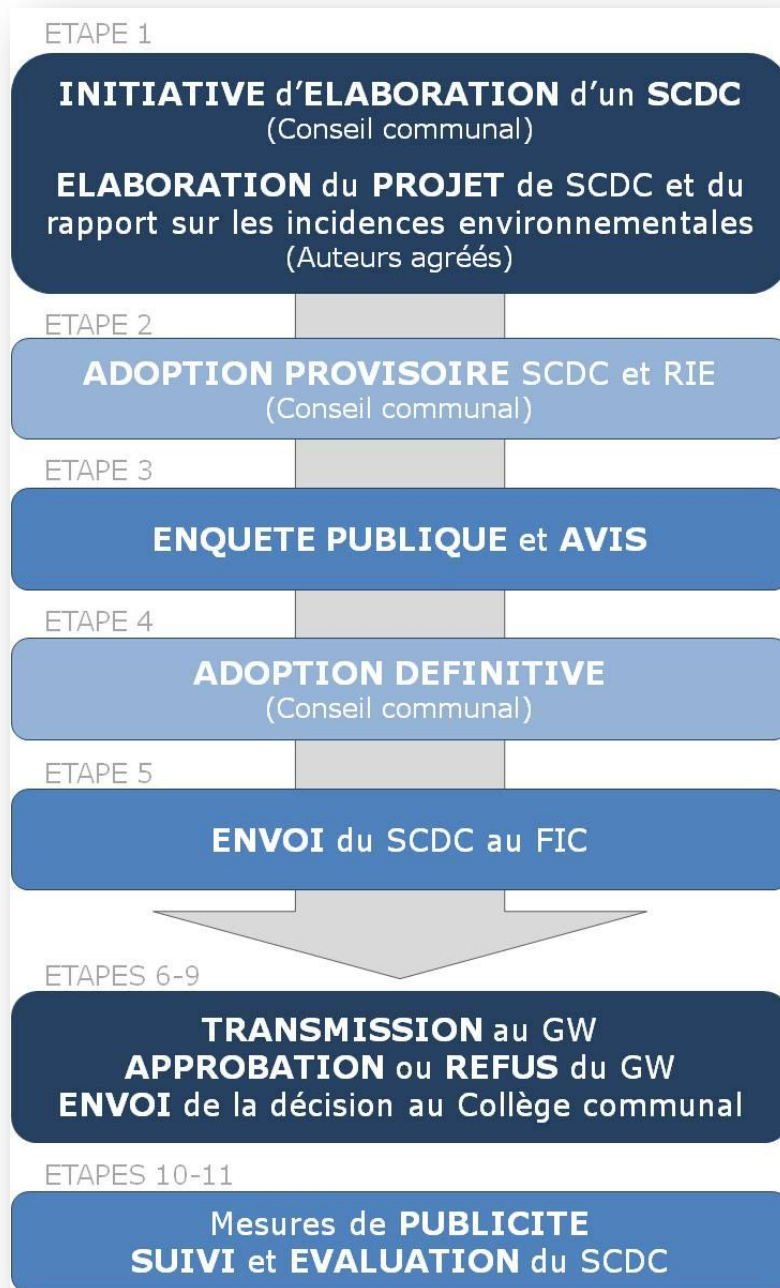 ETAPE 1
INITIATIVE d'ELABORATION d'un SCDC
(Conseil communal)
ELABORATION du PROJET de SCDC et du
rapport sur les incidences environnementales
(Auteurs agréés)
ETAPE 2
ADOPTION PROVISOIRE SCDC et RIE
(Conseil communal)
ETAPE 3
ENQUETE PUBLIQUE et AVIS
ETAPE 4
ADOPTION DEFINITIVE
(Conseil communal)
ETAPE 5
ENVOI du SCDC au FIC
ETAPES 6-9
TRANSMISSION au GW
APPROBATION ou REFUS du GW
ENVOI de la décision au Collège communal
ETAPES 10-11
Mesures de PUBLICITE
SUIVI et EVALUATION du SCDC